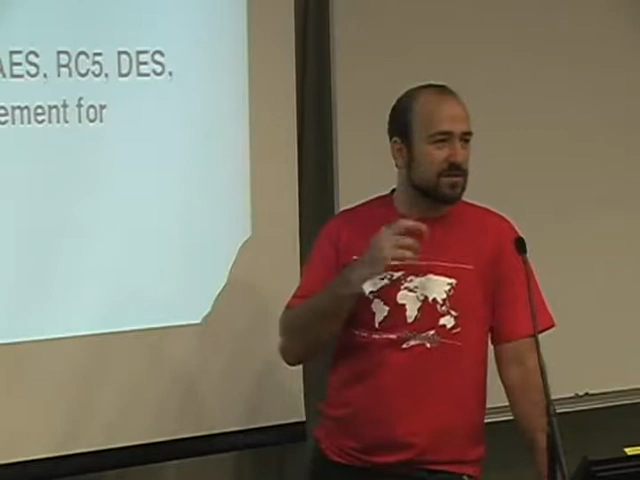 AES, RC5, DES,
ement for